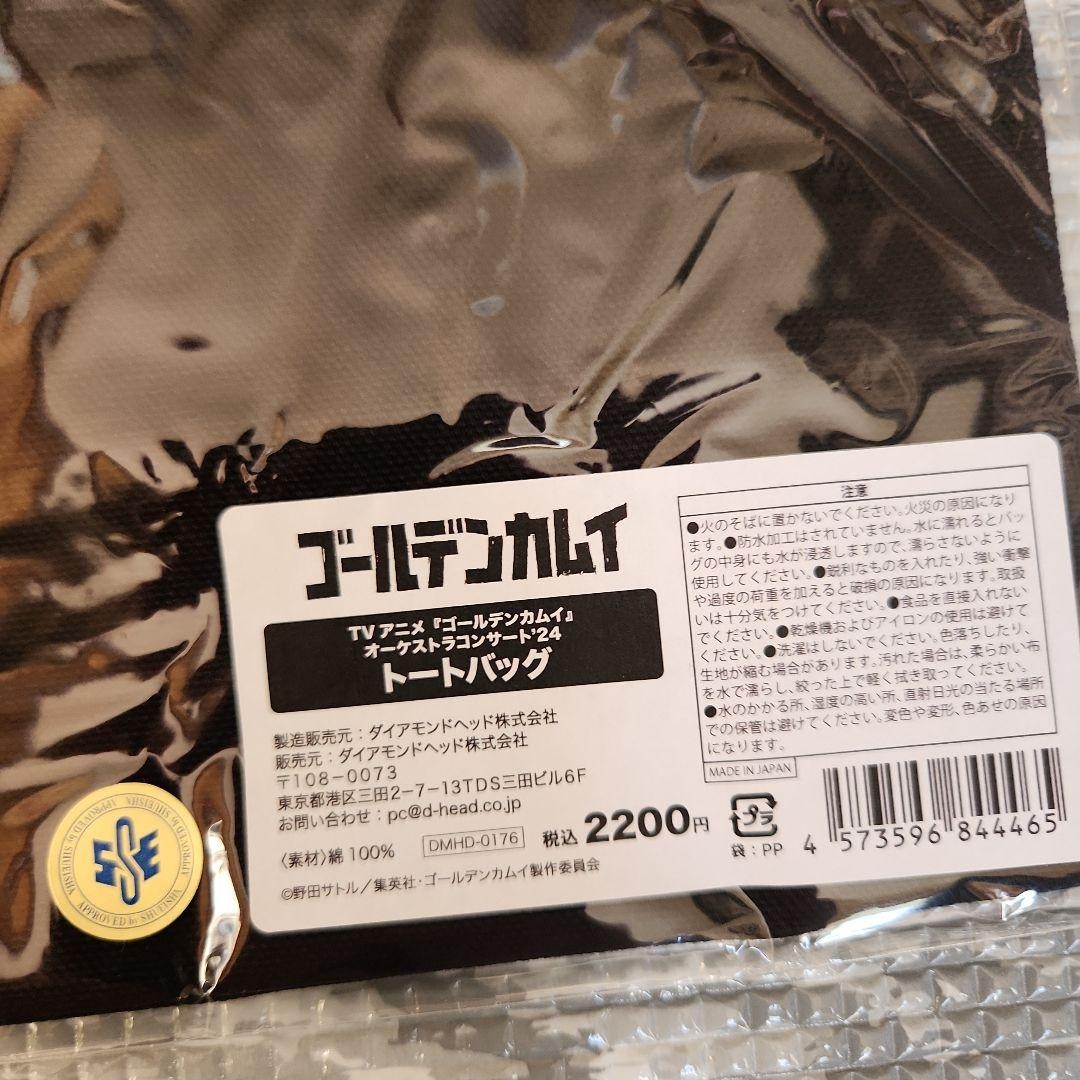 ゴールデンカムイ
TVアニメ『ゴールデンカムイ』
オーケストラコンサート'24
トートバッグ
製造販売元：ダイアモンドヘッド株式会社
販売元：ダイアモンドヘッド株式会社
〒108-0073
東京都港区三田2-7-13TDS三田ビル6F
お問い合わせ：pc@d-head.co.jp
〈素材〉綿100%
DMHD-0176
税込 2200円
©野田サトル／集英社・ゴールデンカムイ製作委員会
注意
●火のそばに置かないでください。火災の原因になり
ます。●防水加工はされていません。水に濡れるとバッ
グの中身にも水が浸透しますので、濡らさないように
使用してください。●鋭利なものを入れたり、強い衝撃
や過度の荷重を加えると破損の原因になります。取扱
いは十分気をつけてください。●食品を直接入れない
でください。●乾燥機およびアイロンの使用は避けて
ください。●洗濯はしないでください。色落ちしたり、
生地が縮む場合があります。汚れた場合は、柔らかい布
を水で濡らし、絞った上で軽く拭き取ってください。
●水のかかる所、湿度の高い所、直射日光の当たる場所
での保管は避けてください。変色や変形、色あせの原因
になります。
MADE IN JAPAN
プラ
袋：PP
4 573596 844465
SE
APPROVED by SHUEISHA APPROVED by SHUEISHA APPROVED by SHUEISHA